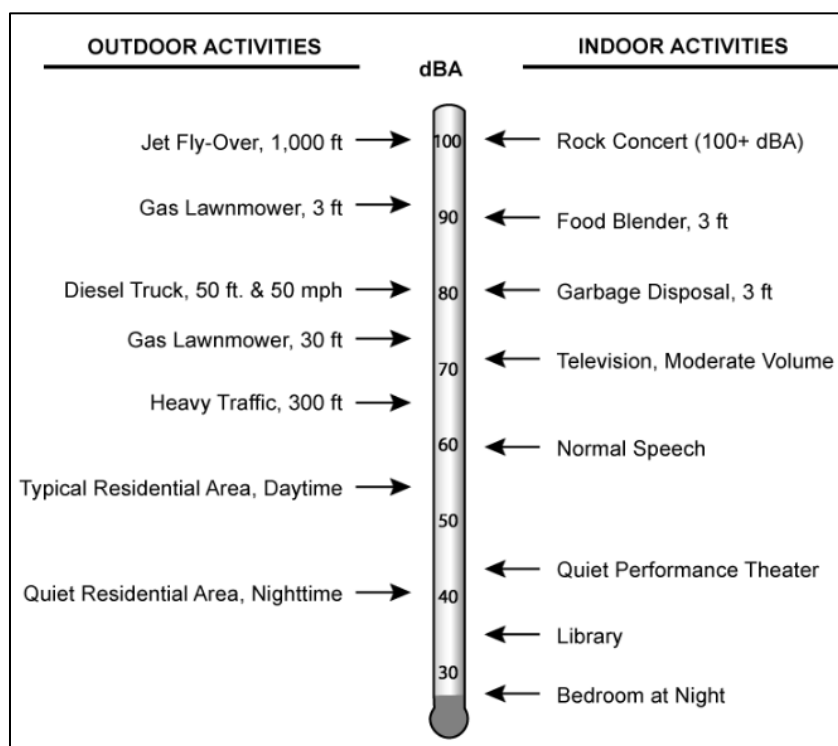 OUTDOOR ACTIVITIES
dBA
INDOOR ACTIVITIES
Jet Fly-Over, 1,000 ft
100
Rock Concert (100+ dBA)
Gas Lawnmower, 3 ft
90
Food Blender, 3 ft
Diesel Truck, 50 ft. & 50 mph
80
Garbage Disposal, 3 ft
Gas Lawnmower, 30 ft
70
Television, Moderate Volume
Heavy Traffic, 300 ft
60
Normal Speech
Typical Residential Area, Daytime
50
Quiet Performance Theater
Quiet Residential Area, Nighttime
40
Library
30
Bedroom at Night